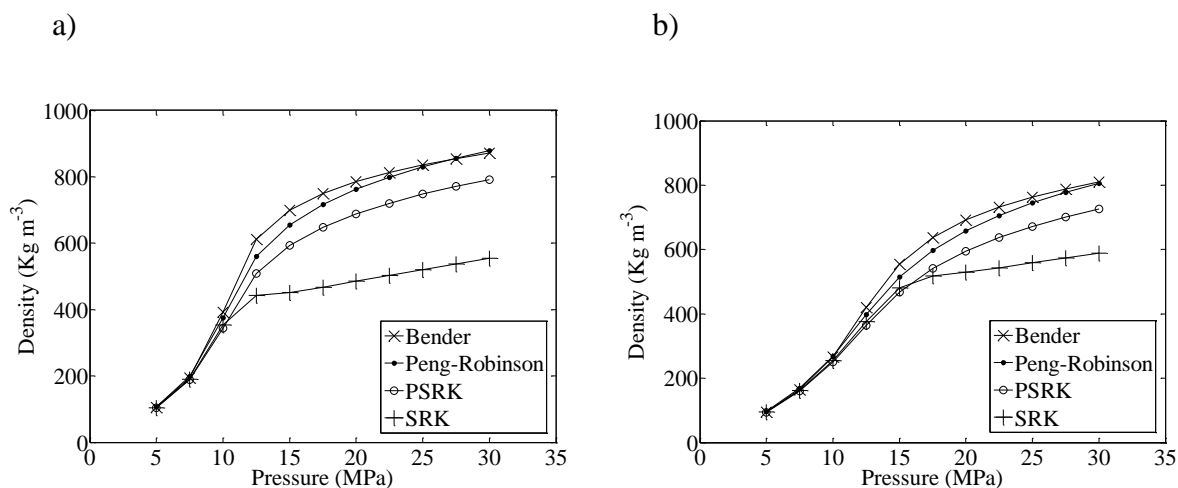 a)
1000
800
600
400
200
0
Density (Kg m-3)
0 5 10 15 20 25 30 35
Pressure (MPa)
Bender
Peng-Robinson
PSRK
SRK
b)
1000
800
600
400
200
0
Density (Kg m-3)
0 5 10 15 20 25 30 35
Pressure (MPa)
Bender
Peng-Robinson
PSRK
SRK